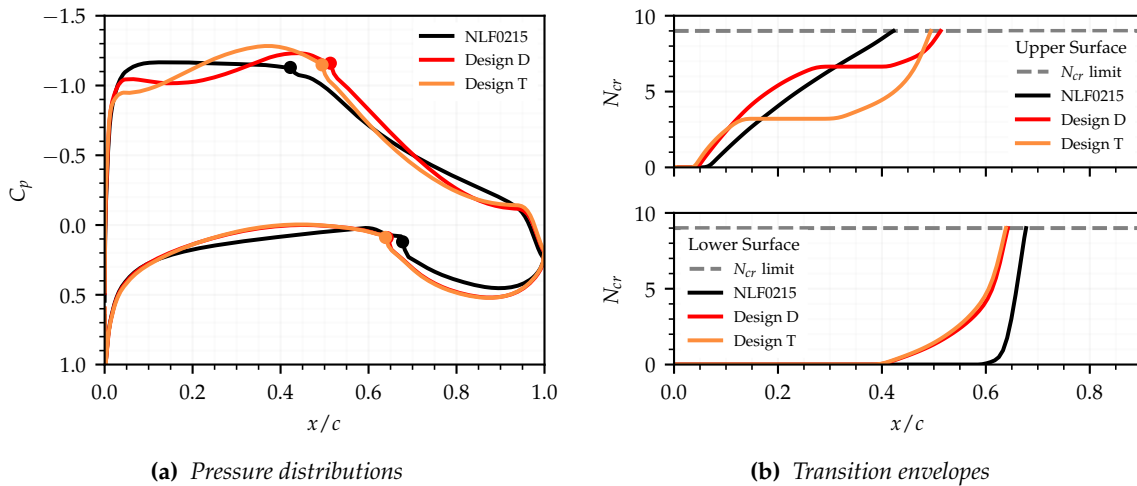 −1.5
−1.0
−0.5
0.0
0.5
1.0
C_p
NLF0215
Design D
Design T
0.0 0.2 0.4 0.6 0.8 1.0
x/c
(a) Pressure distributions
10
5
0
N_cr
Upper Surface
N_cr limit
NLF0215
Design D
Design T
10
5
0
N_cr
Lower Surface
N_cr limit
NLF0215
Design D
Design T
0.0 0.2 0.4 0.6 0.8
x/c
(b) Transition envelopes